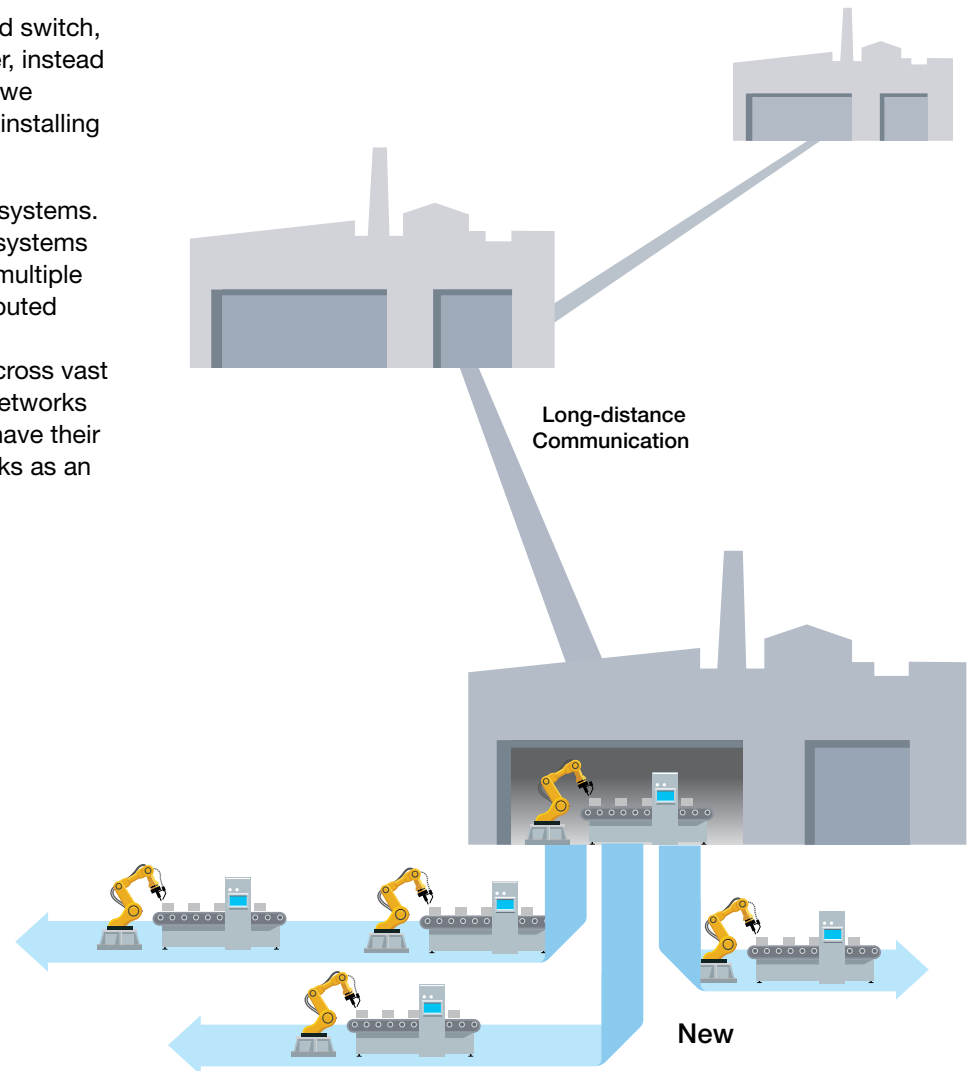 d switch,
r, instead
we
installing
systems.
systems
multiple
outed
cross vast
etworks
have their
ks as an
Long-distance
Communication
New